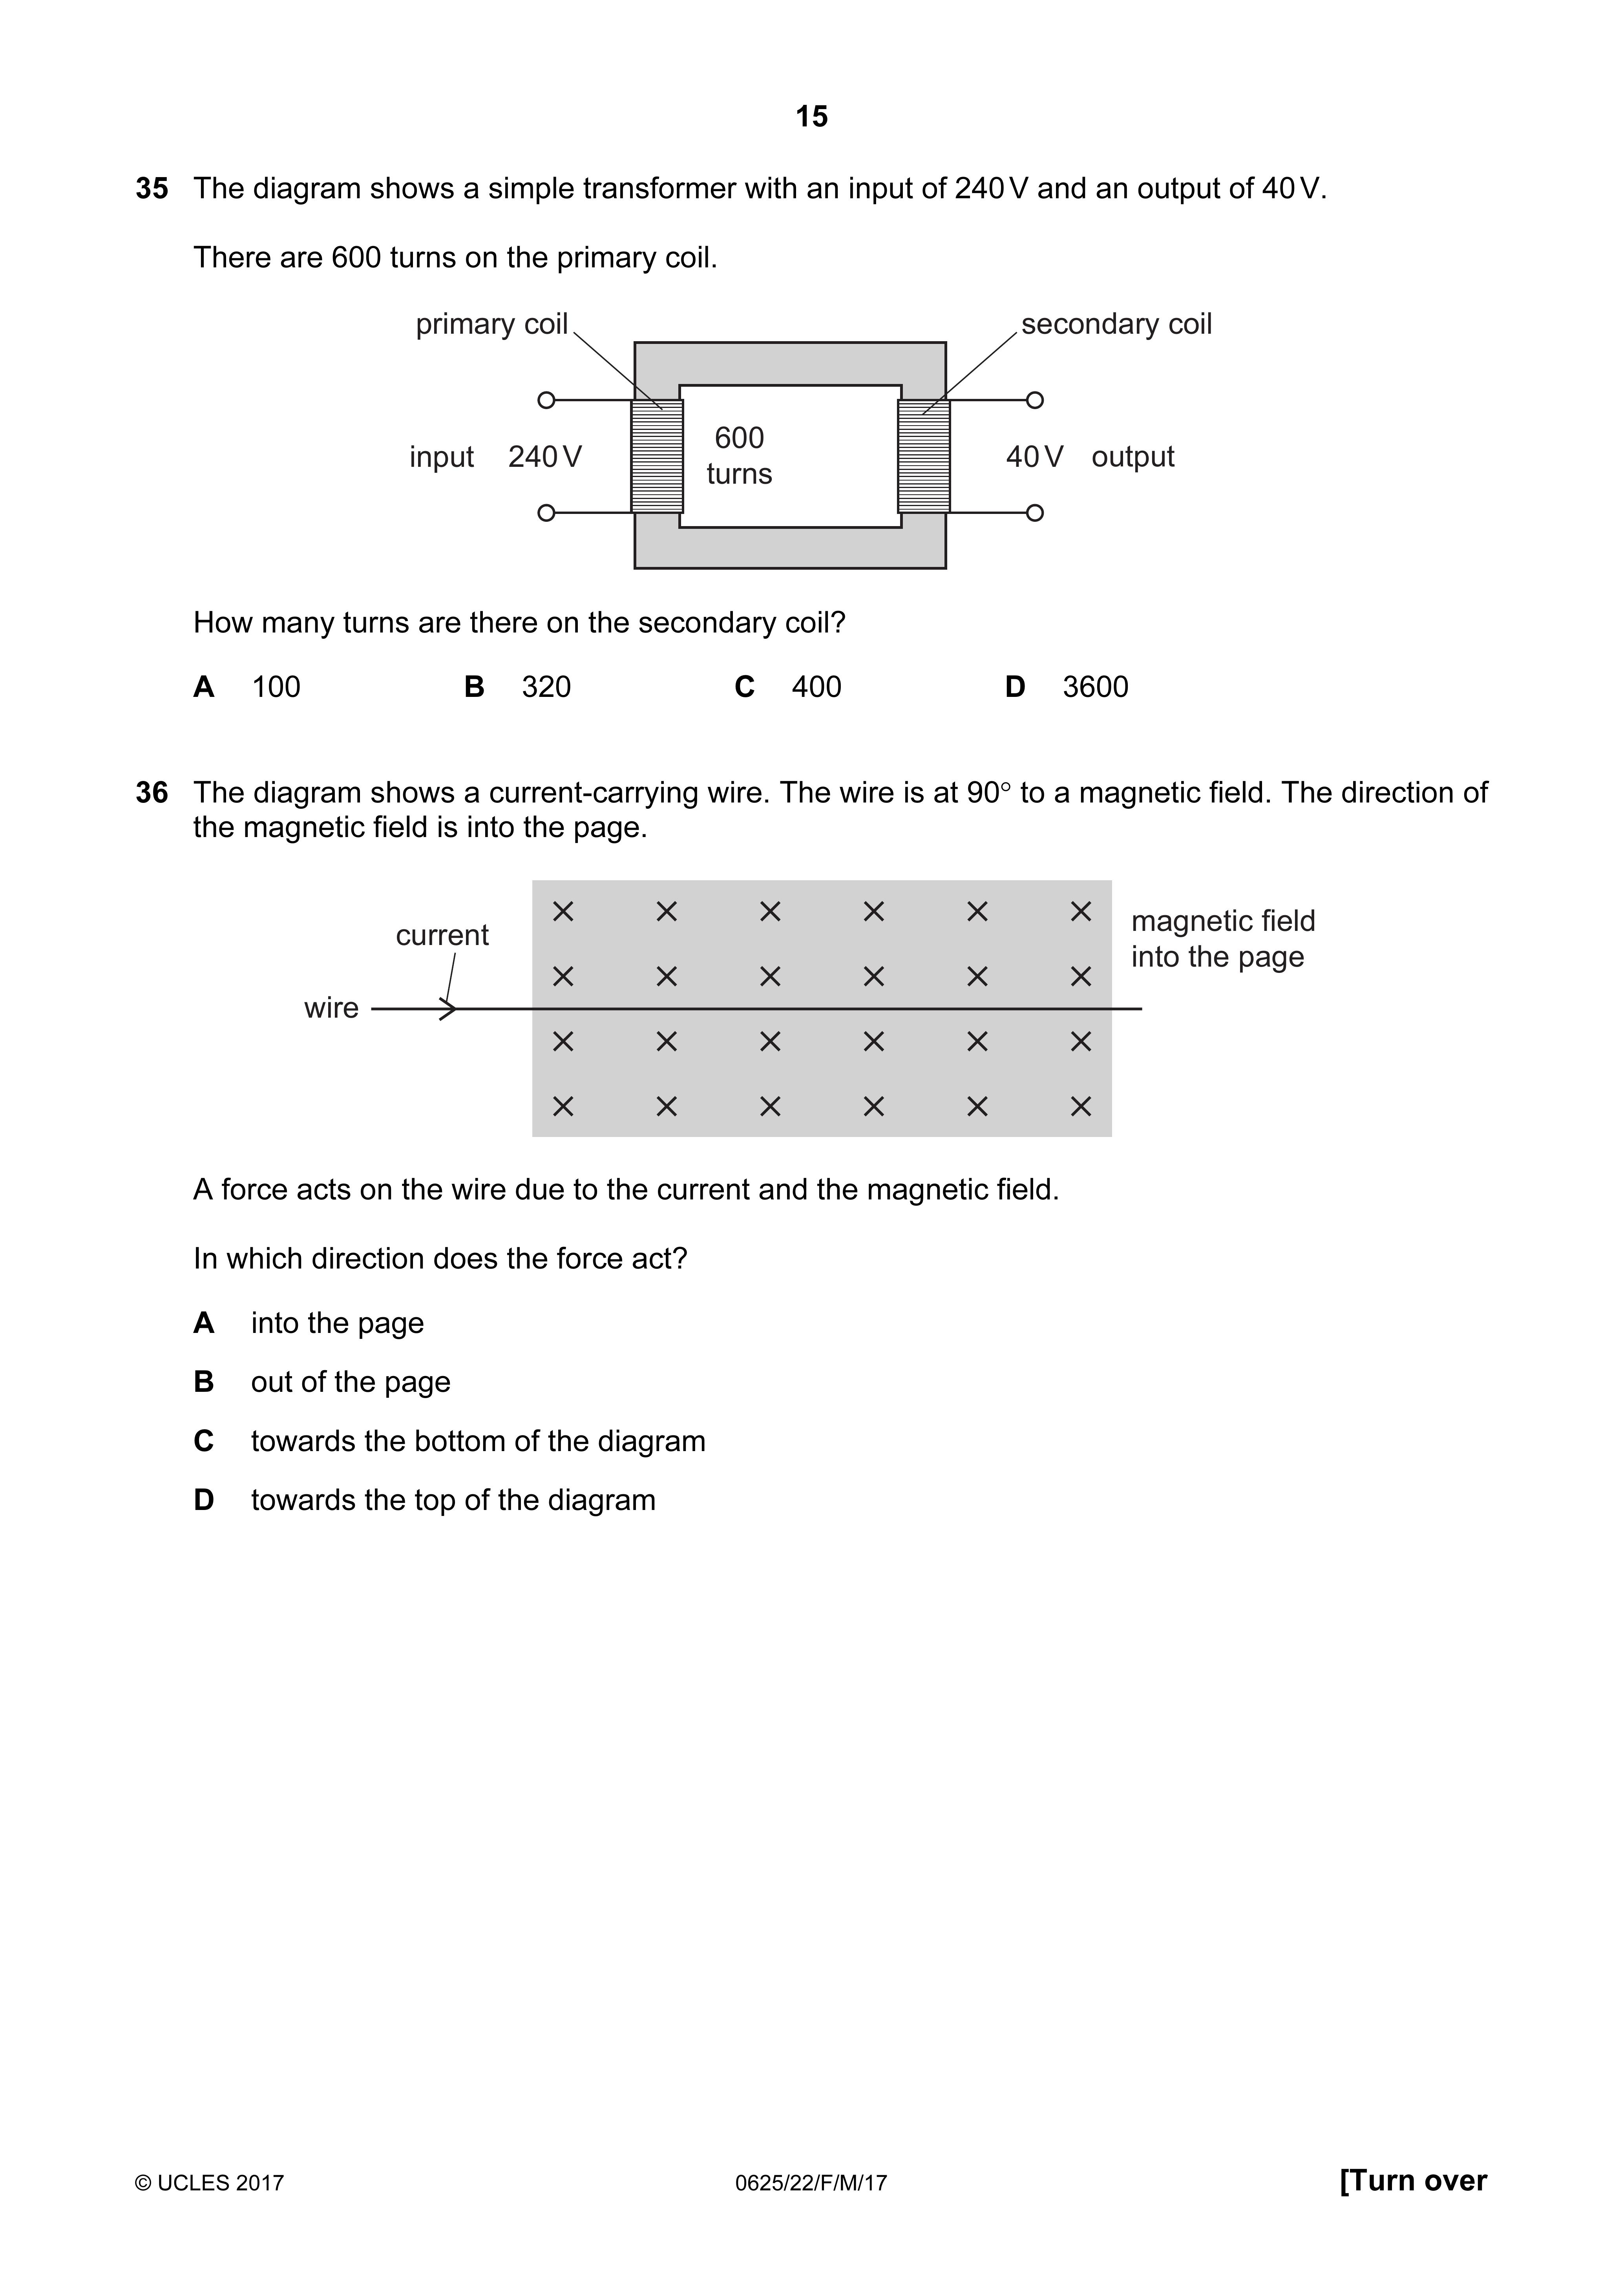 15
35 The diagram shows a simple transformer with an input of 240 V and an output of 40 V.
There are 600 turns on the primary coil.
primary coil
secondary coil
input 240 V
600
turns
40 V output
How many turns are there on the secondary coil?
A 100 B 320 C 400 D 3600
36 The diagram shows a current-carrying wire. The wire is at 90° to a magnetic field. The direction of
the magnetic field is into the page.
current
wire
magnetic field
into the page
A force acts on the wire due to the current and the magnetic field.
In which direction does the force act?
A into the page
B out of the page
C towards the bottom of the diagram
D towards the top of the diagram
© UCLES 2017 0625/22/F/M/17 [Turn over